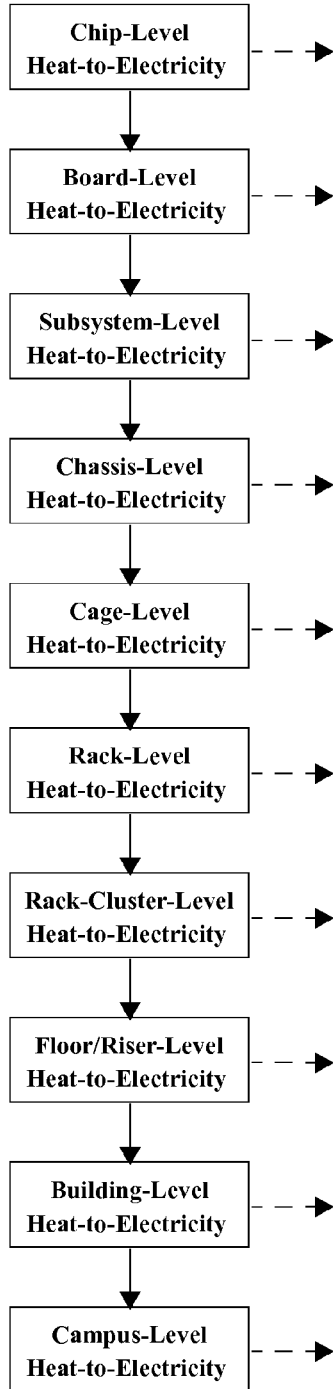 Chip-Level
Heat-to-Electricity
Board-Level
Heat-to-Electricity
Subsystem-Level
Heat-to-Electricity
Chassis-Level
Heat-to-Electricity
Cage-Level
Heat-to-Electricity
Rack-Level
Heat-to-Electricity
Rack-Cluster-Level
Heat-to-Electricity
Floor/Riser-Level
Heat-to-Electricity
Building-Level
Heat-to-Electricity
Campus-Level
Heat-to-Electricity